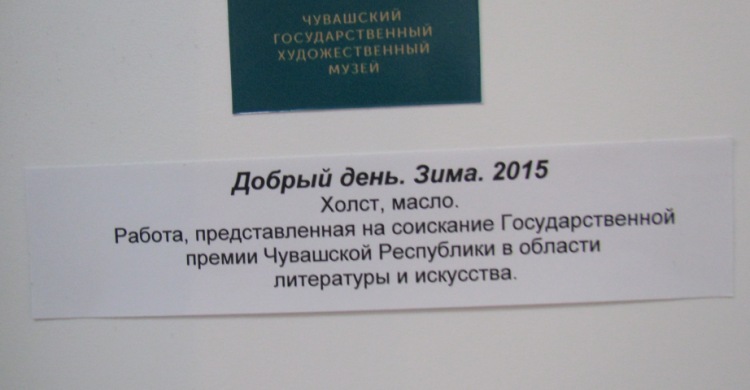 ЧУВАШСКИЙ
ГОСУДАРСТВЕННЫЙ
ХУДОЖЕСТВЕННЫЙ
МУЗЕЙ
Добрый день. Зима. 2015
Холст, масло.
Работа, представленная на соискание Государственной
премии Чувашской Республики в области
литературы и искусства.